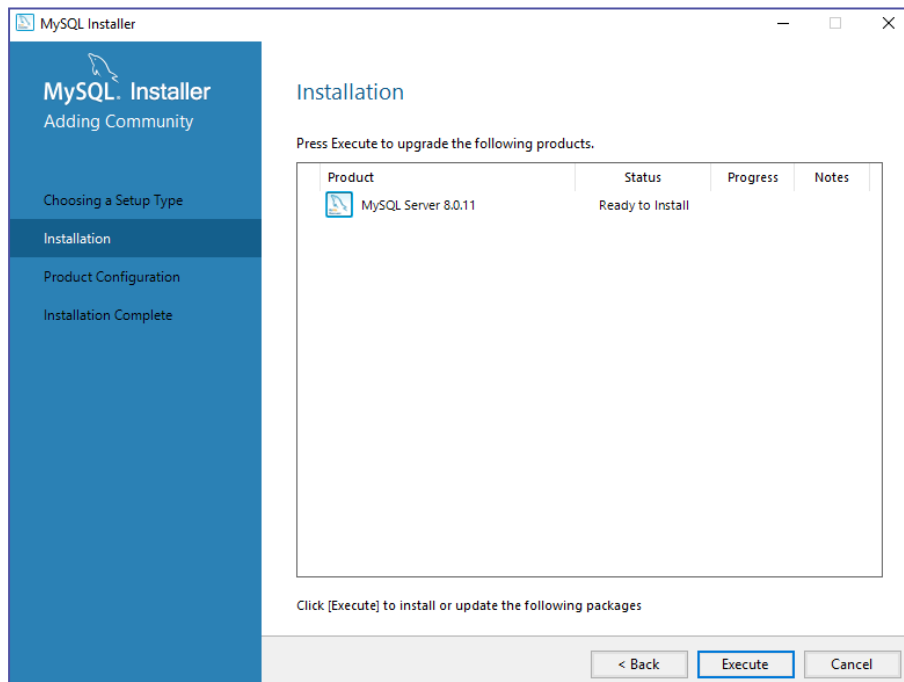 MySQL Installer
MySQL. Installer
Adding Community
Choosing a Setup Type
Installation
Product Configuration
Installation Complete
Installation
Press Execute to upgrade the following products.
Product Status Progress Notes
MySQL Server 8.0.11 Ready to Install
Click [Execute] to install or update the following packages
< Back Execute Cancel